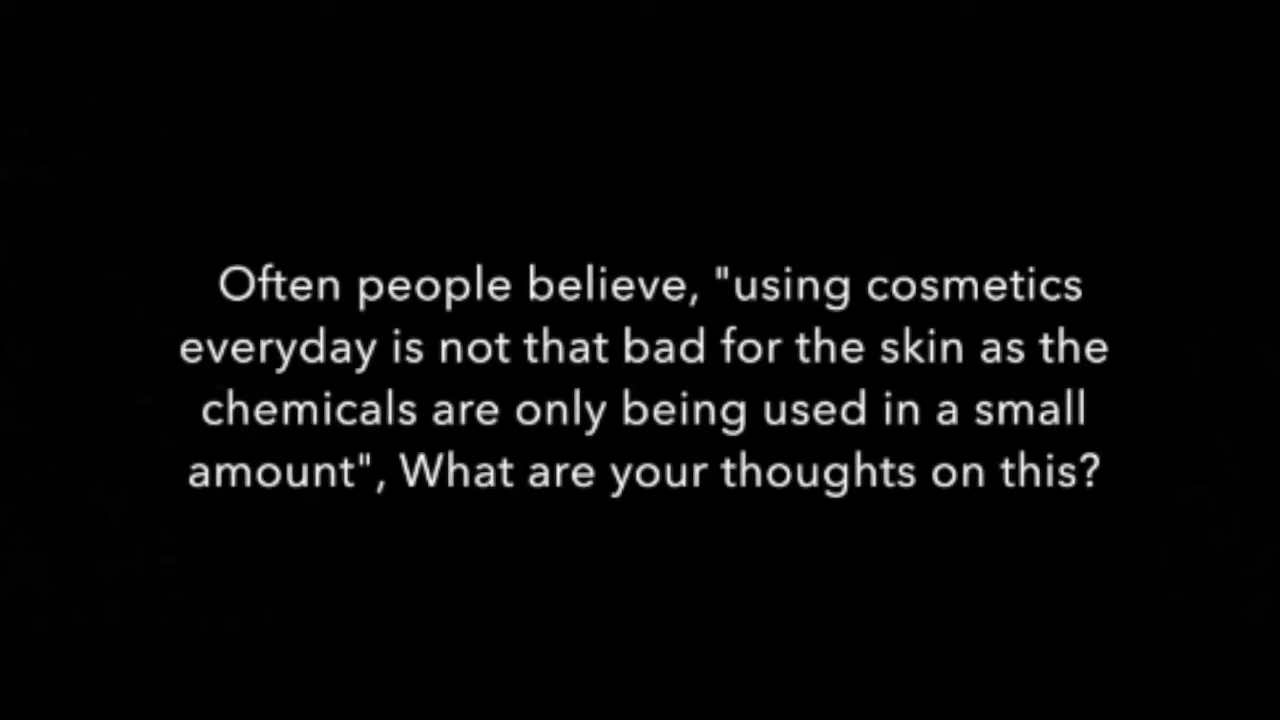 Often people believe, "using cosmetics
everyday is not that bad for the skin as the
chemicals are only being used in a small
amount", What are your thoughts on this?